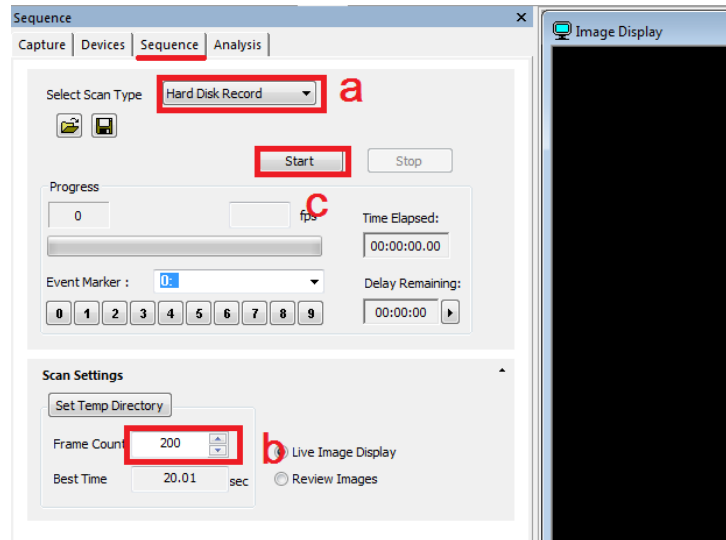 Sequence
Image Display
Capture Devices Sequence Analysis
Select Scan Type Hard Disk Record a
Start Stop
Progress
0 fps c Time Elapsed:
00:00:00.00
Event Marker : 0: Delay Remaining:
0 1 2 3 4 5 6 7 8 9 00:00:00
Scan Settings
Set Temp Directory
Frame Count 200 b Live Image Display
Best Time 20.01 sec Review Images